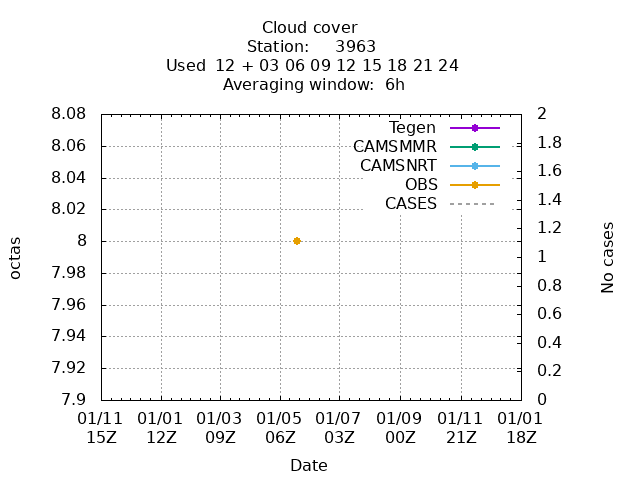 Cloud cover
Station: 3963
Used 12 + 03 06 09 12 15 18 21 24
Averaging window: 6h
8.08
8.06
8.04
8.02
8
7.98
7.96
7.94
7.92
7.9
octas
Tegen
CAMSMMR
CAMSNRT
OBS
CASES
2
1.8
1.6
1.4
1.2
1
0.8
0.6
0.4
0.2
0
No cases
01/11 01/01 01/03 01/05 01/07 01/09 01/11 01/01
15Z 12Z 09Z 06Z 03Z 00Z 21Z 18Z
Date